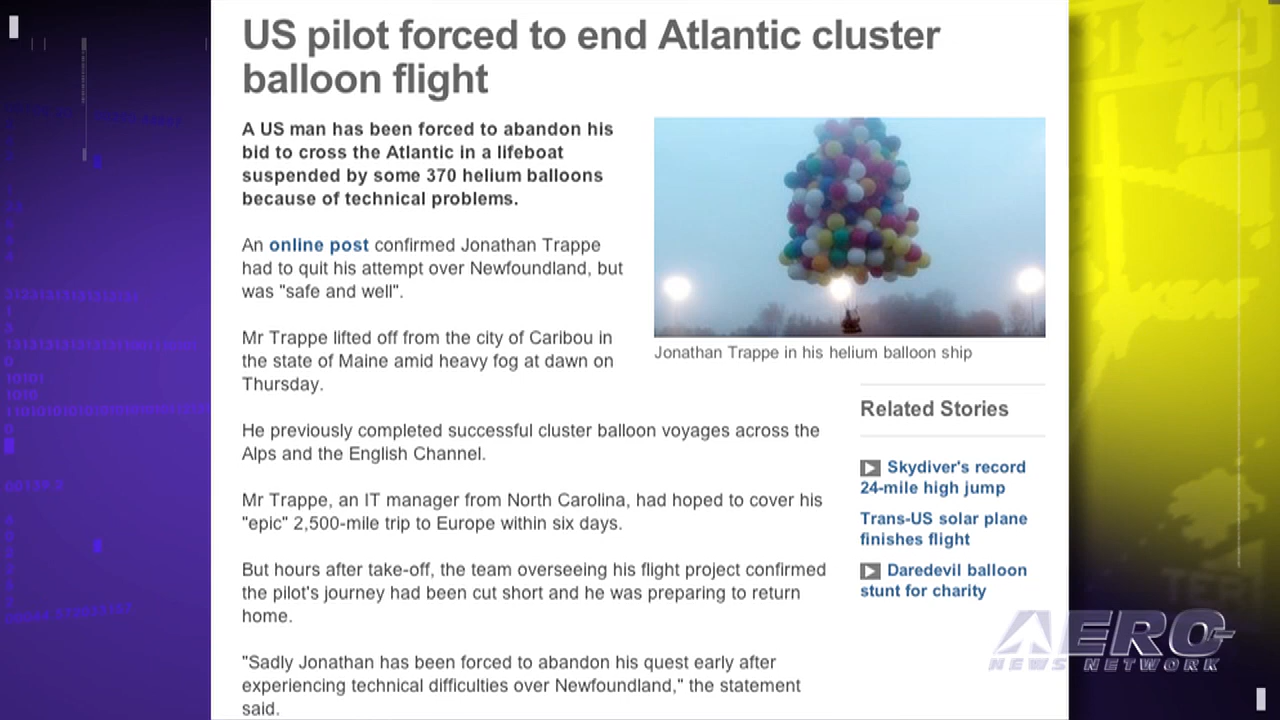 US pilot forced to end Atlantic cluster
balloon flight
A US man has been forced to abandon his
bid to cross the Atlantic in a lifeboat
suspended by some 370 helium balloons
because of technical problems.
An online post confirmed Jonathan Trappe
had to quit his attempt over Newfoundland, but
was "safe and well".
Mr Trappe lifted off from the city of Caribou in
the state of Maine amid heavy fog at dawn on
Thursday.
He previously completed successful cluster balloon voyages across the
Alps and the English Channel.
Mr Trappe, an IT manager from North Carolina, had hoped to cover his
"epic" 2,500-mile trip to Europe within six days.
But hours after take-off, the team overseeing his flight project confirmed
the pilot's journey had been cut short and he was preparing to return
home.
"Sadly Jonathan has been forced to abandon his quest early after
experiencing technical difficulties over Newfoundland," the statement
said.
Jonathan Trappe in his helium balloon ship
Related Stories
Skydiver's record
24-mile high jump
Trans-US solar plane
finishes flight
Daredevil balloon
stunt for charity
AERO-
NEWS NETWORK